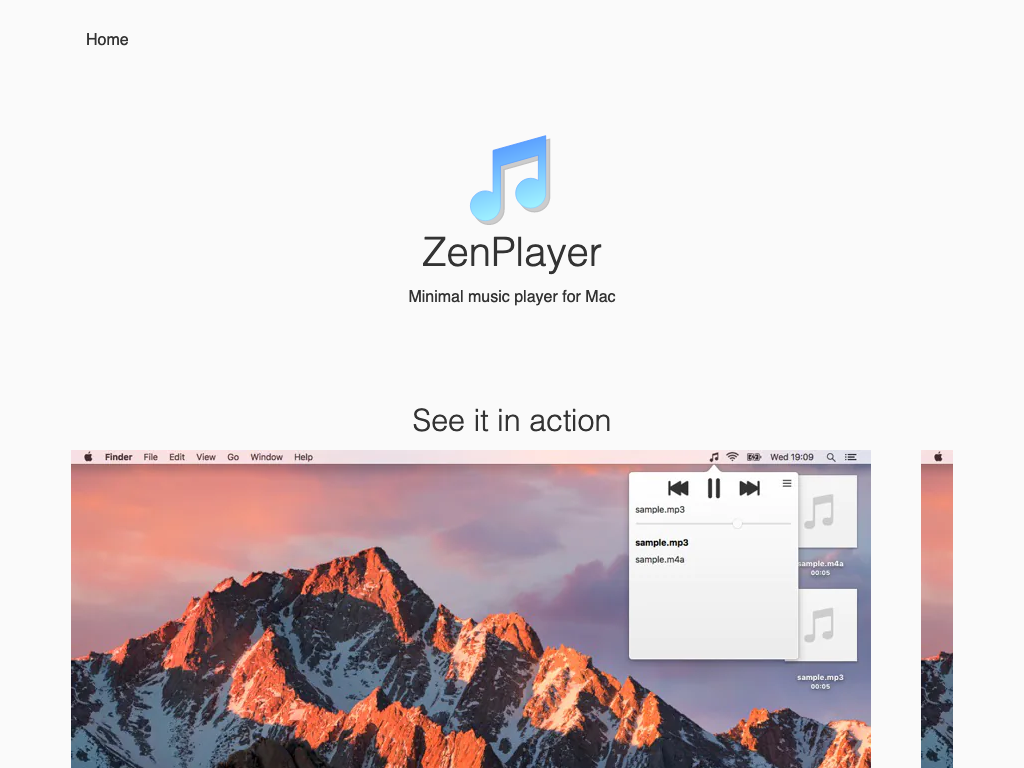 Home
ZenPlayer
Minimal music player for Mac
See it in action
Finder File Edit View Go Window Help Wed 19:09
sample.mp3
sample.mp3
sample.m4a
sample.m4a
00:05
sample.mp3
00:05